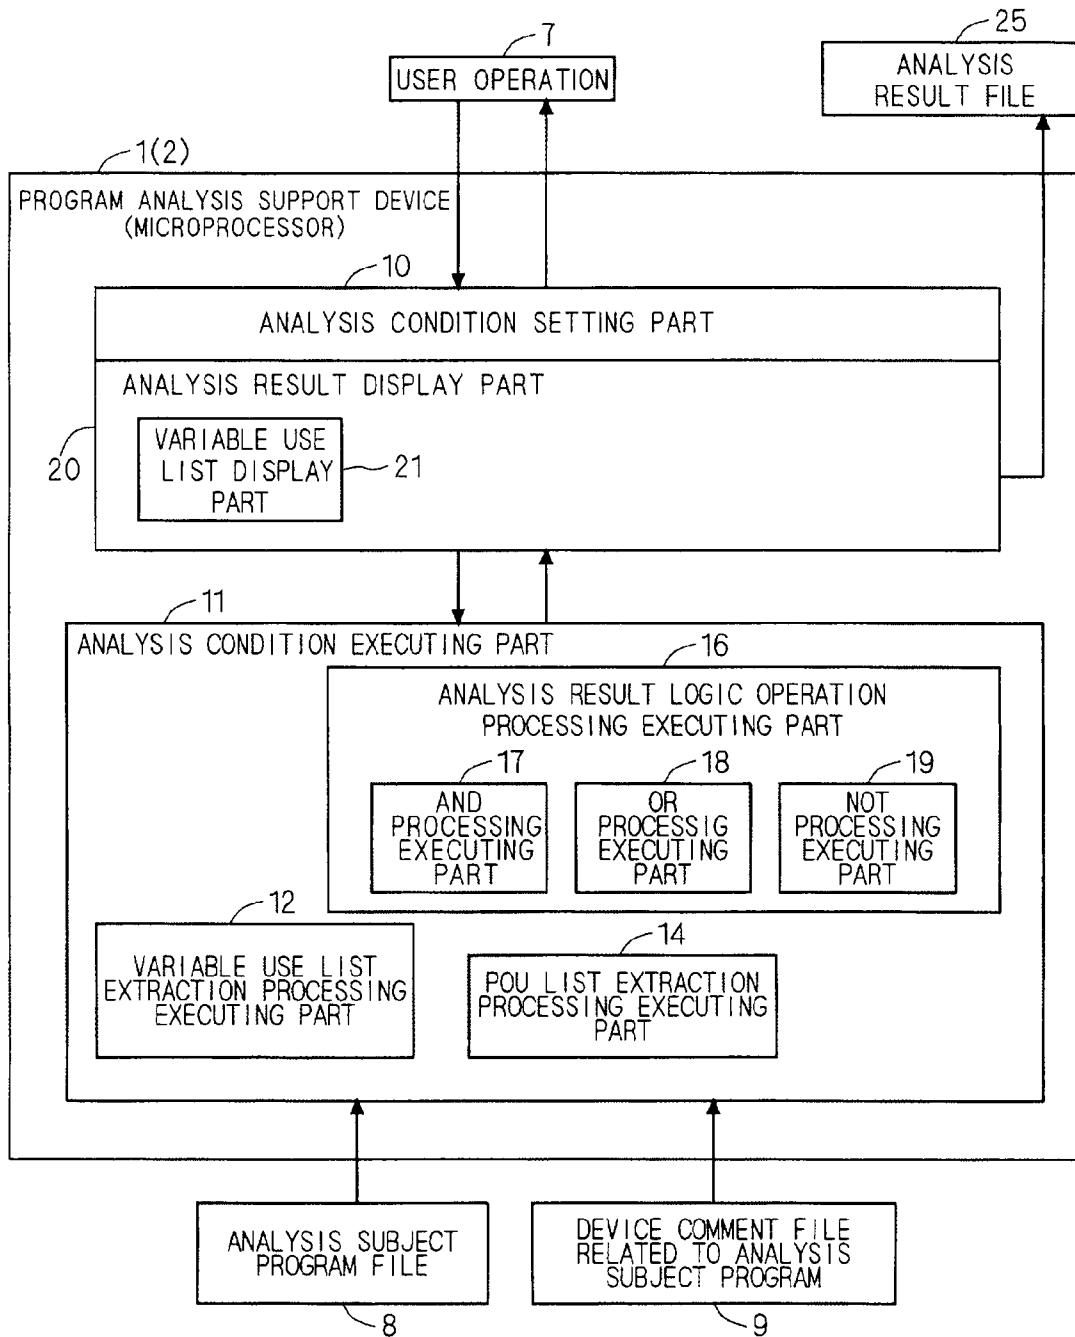 7
25
USER OPERATION
ANALYSIS
RESULT FILE
1(2)
PROGRAM ANALYSIS SUPPORT DEVICE
(MICROPROCESSOR)
10
ANALYSIS CONDITION SETTING PART
ANALYSIS RESULT DISPLAY PART
20
VARIABLE USE
LIST DISPLAY
PART
21
11
ANALYSIS CONDITION EXECUTING PART
16
ANALYSIS RESULT LOGIC OPERATION
PROCESSING EXECUTING PART
17
AND
PROCESSING
EXECUTING
PART
18
OR
PROCESSIG
EXECUTING
PART
19
NOT
PROCESSING
EXECUTING
PART
12
VARIABLE USE LIST
EXTRACTION PROCESSING
EXECUTING PART
14
POU LIST EXTRACTION
PROCESSING EXECUTING
PART
ANALYSIS SUBJECT
PROGRAM FILE
8
DEVICE COMMENT FILE
RELATED TO ANALYSIS
SUBJECT PROGRAM
9